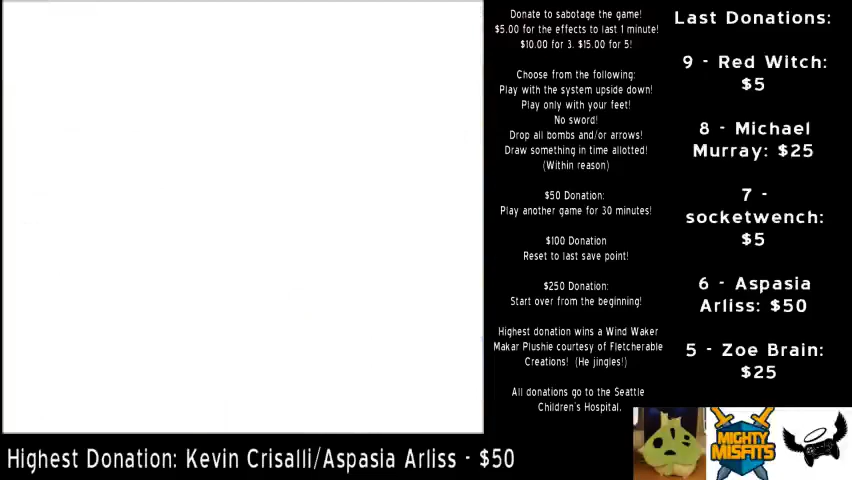 Donate to sabotage the game!
$5.00 for the effects to last 1 minute!
$10.00 for 3. $15.00 for 5!
Choose from the following:
Play with the system upside down!
Play only with your feet!
No sword!
Drop all bombs and/or arrows!
Draw something in time allotted!
(Within reason)
$50 Donation:
Play another game for 30 minutes!
$100 Donation
Reset to last save point!
$250 Donation:
Start over from the beginning!
Highest donation wins a Wind Waker
Makar Plushie courtesy of Fletcherable
Creations! (He jingles!)
All donations go to the Seattle
Children's Hospital.
Last Donations:
9 - Red Witch:
$5
8 - Michael
Murray: $25
7 -
socketwench:
$5
6 - Aspasia
Arliss: $50
5 - Zoe Brain:
$25
MIGHTY
MISFITS
Highest Donation: Kevin Crisalli/Aspasia Arliss - $50